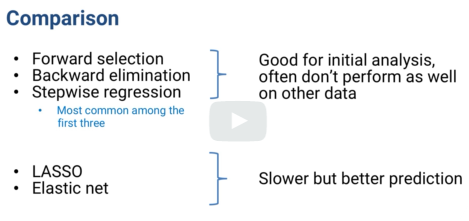 Comparison
• Forward selection
• Backward elimination
• Stepwise regression
• Most common among the
first three
Good for initial analysis,
often don't perform as well
on other data
• LASSO
• Elastic net
Slower but better prediction